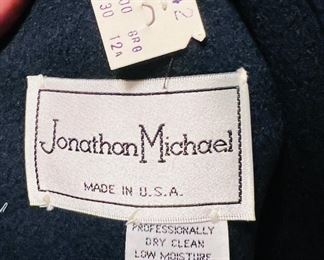 Jonathan Michael
MADE IN U.S.A.
PROFESSIONALLY
DRY CLEAN
LOW MOISTURE